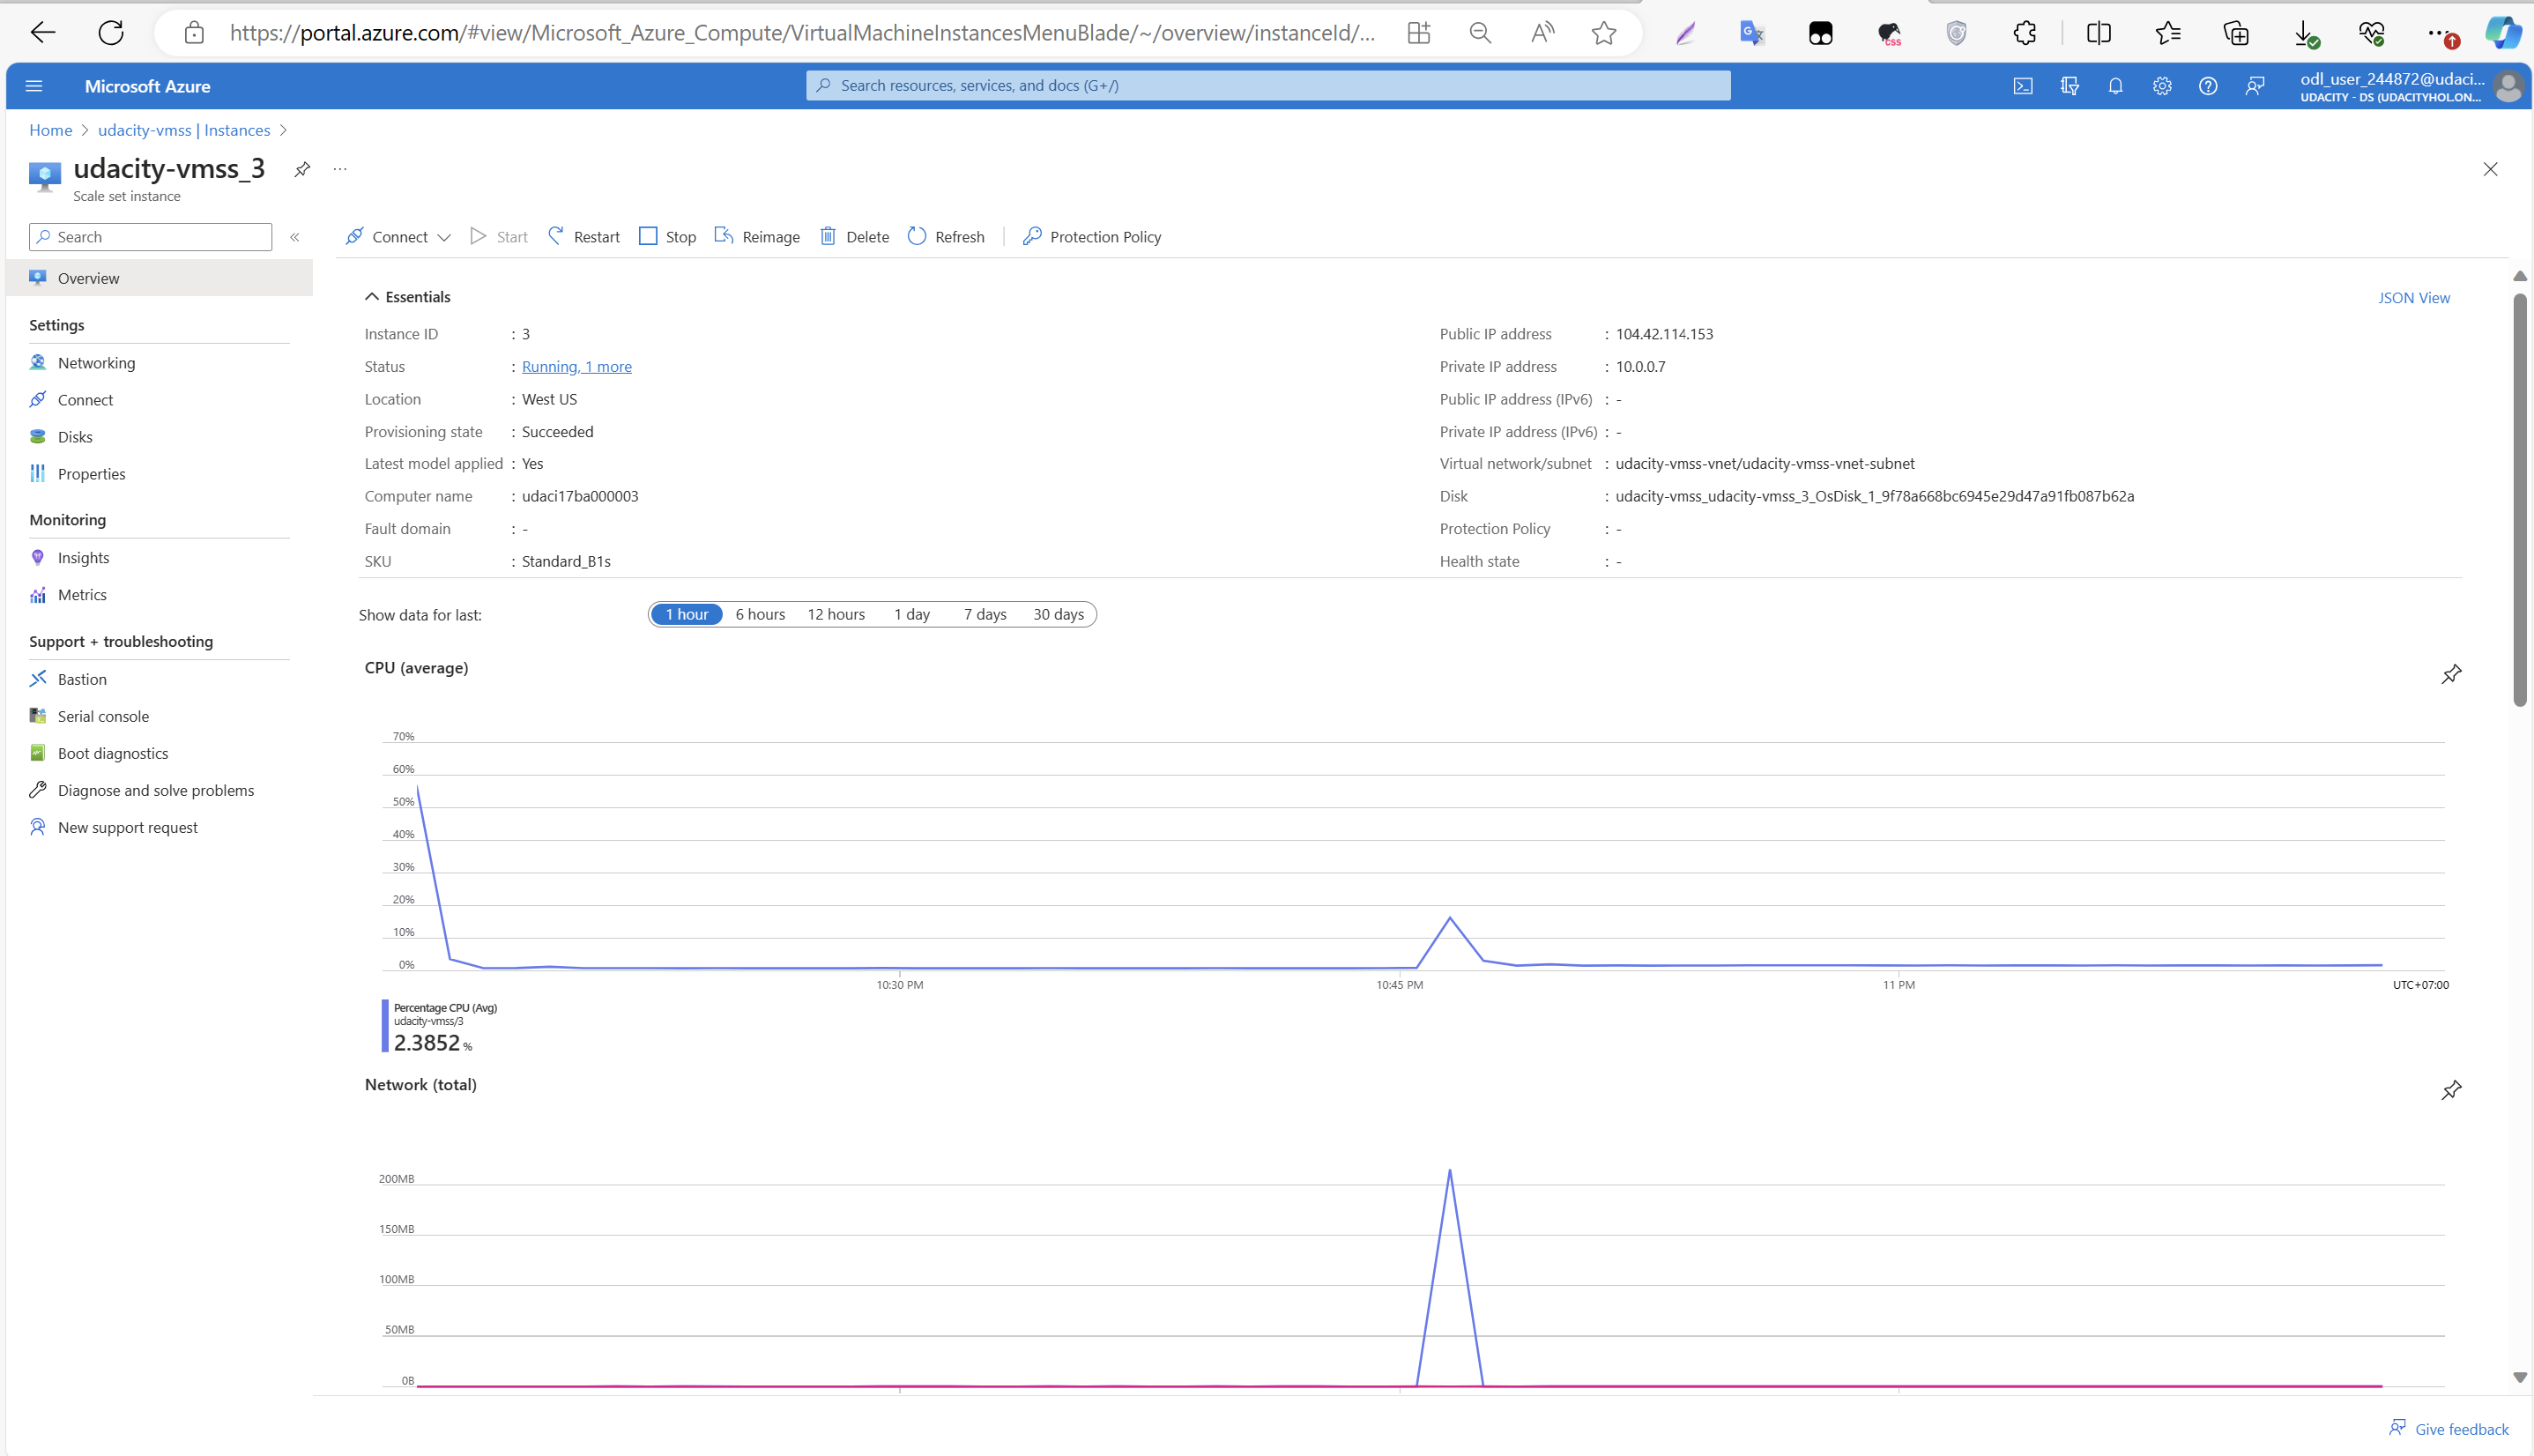 https://portal.azure.com/#view/Microsoft_Azure_Compute/VirtualMachineInstancesMenuBlade/~/overview/instanceId/...
Microsoft Azure
Search resources, services, and docs (G+/)
odl_user_244872@udaci...
UDACITY - DS (UDACITYHOL.ON...
Home > udacity-vmss | Instances >
udacity-vmss_3
Scale set instance
Search
Connect
Start
Restart
Stop
Reimage
Delete
Refresh
Protection Policy
Overview
Settings
Networking
Connect
Disks
Properties
Monitoring
Insights
Metrics
Support + troubleshooting
Bastion
Serial console
Boot diagnostics
Diagnose and solve problems
New support request
Essentials
JSON View
Instance ID : 3
Status : Running, 1 more
Location : West US
Provisioning state : Succeeded
Latest model applied : Yes
Computer name : udaci17ba000003
Fault domain : -
SKU : Standard_B1s
Public IP address : 104.42.114.153
Private IP address : 10.0.0.7
Public IP address (IPv6) : -
Private IP address (IPv6) : -
Virtual network/subnet : udacity-vmss-vnet/udacity-vmss-vnet-subnet
Disk : udacity-vmss_udacity-vmss_3_OsDisk_1_9f78a668bc6945e29d47a91fb087b62a
Protection Policy : -
Health state : -
Show data for last:
1 hour 6 hours 12 hours 1 day 7 days 30 days
CPU (average)
70%
60%
50%
40%
30%
20%
10%
0%
10:30 PM 10:45 PM 11 PM UTC+07:00
Percentage CPU (Avg)
udacity-vmss/3
2.3852 %
Network (total)
200MB
150MB
100MB
50MB
0B
Give feedback